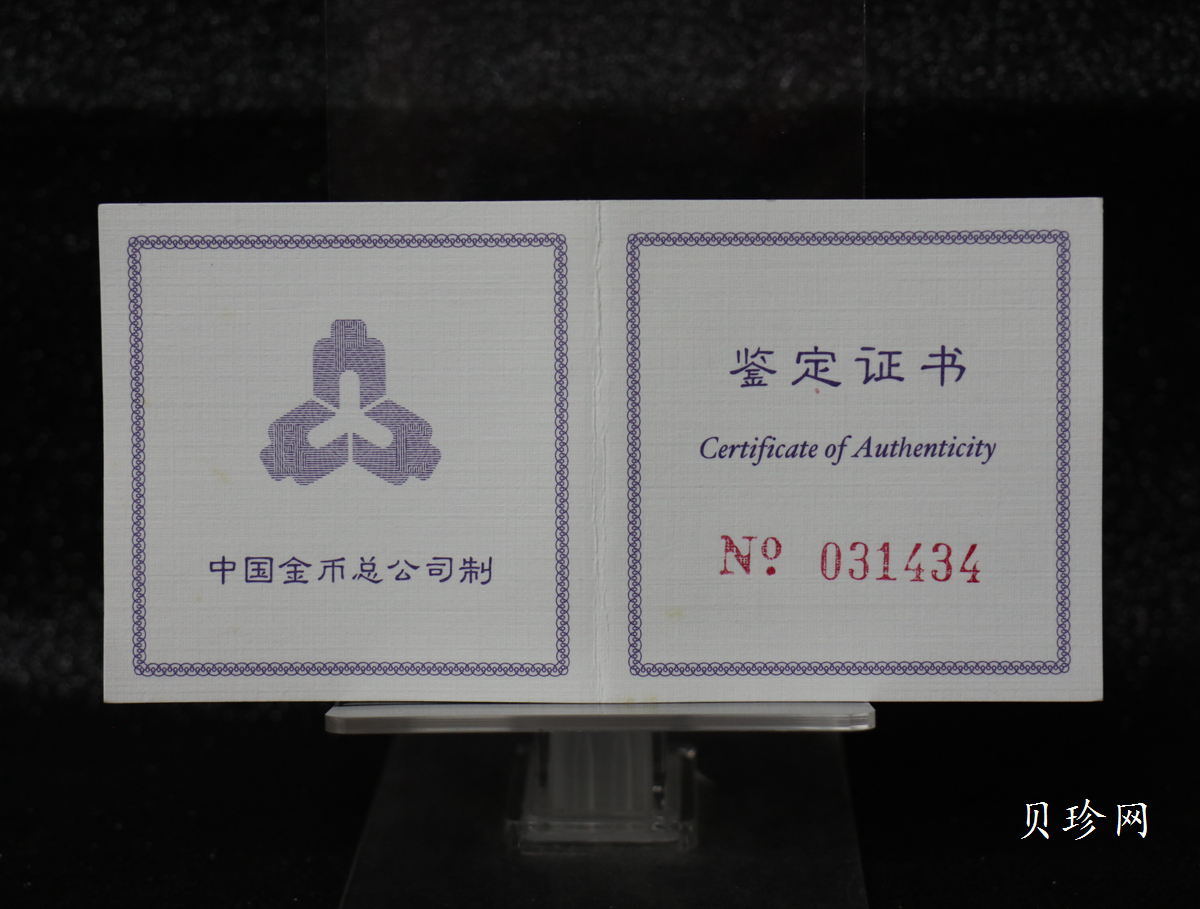 中国金币总公司制
鉴定证书
Certificate of Authenticity
Nº 031434
贝珍网